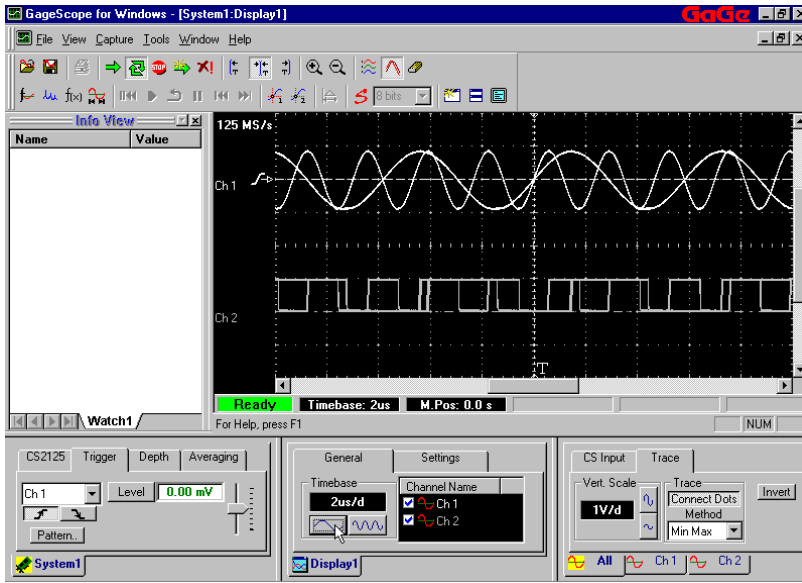 GageScope for Windows - [System1:Display1]
GaGe
File View Capture Tools Window Help
f(x)
S 8 bits
Info View
Name Value
125 MS/s
Ch 1
Ch 2
T
Ready Timebase: 2us M.Pos: 0.0 s
Watch1
For Help, press F1
NUM
CS2125 Trigger Depth Averaging
Ch 1 Level 0.00 mV
Pattern..
System1
General Settings
Timebase
2us/d
Channel Name
Ch 1
Ch 2
Display1
CS Input Trace
Vert. Scale
1V/d
Trace
Connect Dots
Method
Min Max
Invert
All Ch 1 Ch 2